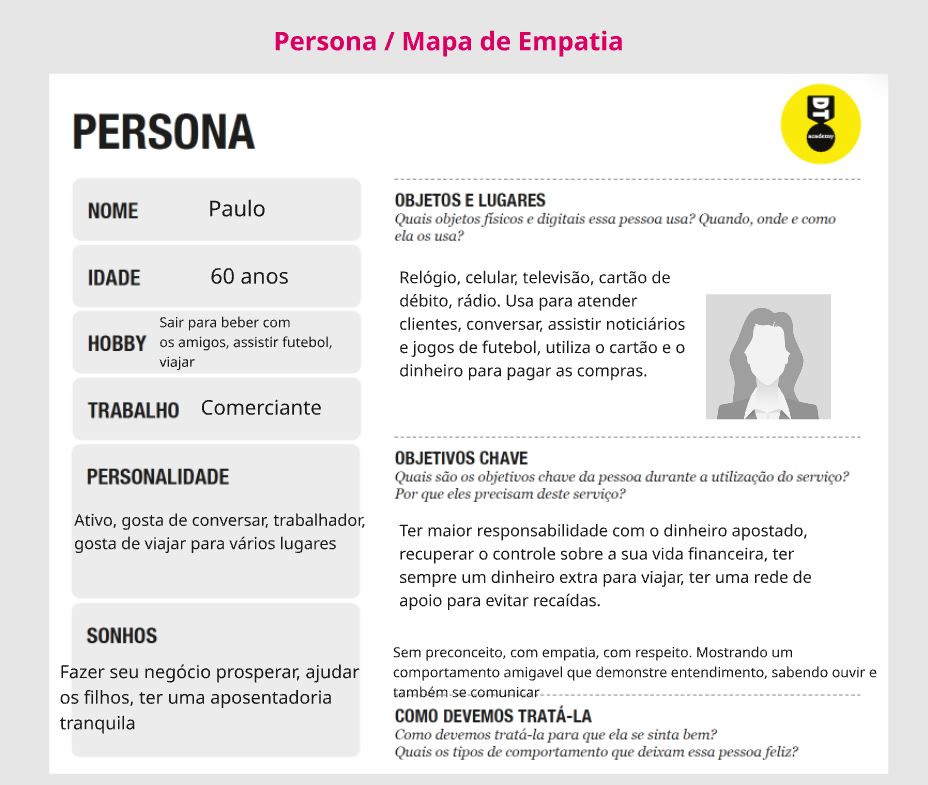 Persona / Mapa de Empatia
PERSONA
DT
academy
NOME
Paulo
IDADE
60 anos
HOBBY
Sair para beber com
os amigos, assistir futebol,
viajar
TRABALHO
Comerciante
PERSONALIDADE
Ativo, gosta de conversar, trabalhador,
gosta de viajar para vários lugares
SONHOS
Fazer seu negócio prosperar, ajudar
os filhos, ter uma aposentadoria
tranquila
OBJETOS E LUGARES
Quais objetos físicos e digitais essa pessoa usa? Quando, onde e como
ela os usa?
Relógio, celular, televisão, cartão de
débito, rádio. Usa para atender
clientes, conversar, assistir noticiários
e jogos de futebol, utiliza o cartão e o
dinheiro para pagar as compras.
OBJETIVOS CHAVE
Quais são os objetivos chave da pessoa durante a utilização do serviço?
Por que eles precisam deste serviço?
Ter maior responsabilidade com o dinheiro apostado,
recuperar o controle sobre a sua vida financeira, ter
sempre um dinheiro extra para viajar, ter uma rede de
apoio para evitar recaídas.
Sem preconceito, com empatia, com respeito. Mostrando um
comportamento amigavel que demonstre entendimento, sabendo ouvir e
também se comunicar
COMO DEVEMOS TRATÁ-LA
Como devemos tratá-la para que ela se sinta bem?
Quais os tipos de comportamento que deixam essa pessoa feliz?